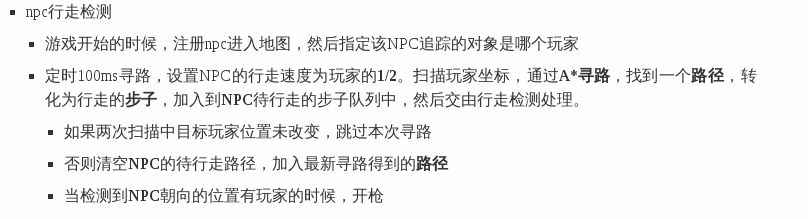 npc行走检测
游戏开始的时候，注册npc进入地图，然后指定该NPC追踪的对象是哪个玩家
定时100ms寻路，设置NPC的行走速度为玩家的1/2。扫描玩家坐标，通过A*寻路，找到一个路径，转
化为行走的步子，加入到NPC待行走的步子队列中，然后交由行走检测处理。
如果两次扫描中目标玩家位置未改变，跳过本次寻路
否则清空NPC的待行走路径，加入最新寻路得到的路径
当检测到NPC朝向的位置有玩家的时候，开枪